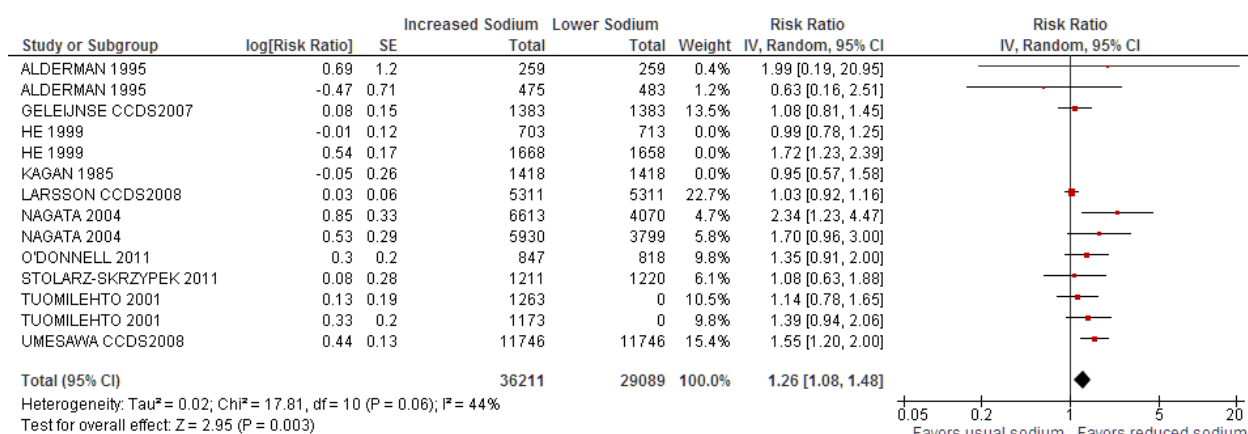 Increased Sodium Lower Sodium Risk Ratio Risk Ratio
Study or Subgroup log[Risk Ratio] SE Total Total Weight IV, Random, 95% CI IV, Random, 95% CI
ALDERMAN 1995 0.69 1.2 259 259 0.4% 1.99 [0.19, 20.95]
ALDERMAN 1995 -0.47 0.71 475 483 1.2% 0.63 [0.16, 2.51]
GELEIJNSE CCDS2007 0.08 0.15 1383 1383 13.5% 1.08 [0.81, 1.45]
HE 1999 -0.01 0.12 703 713 0.0% 0.99 [0.78, 1.25]
HE 1999 0.54 0.17 1668 1658 0.0% 1.72 [1.23, 2.39]
KAGAN 1985 -0.05 0.26 1418 1418 0.0% 0.95 [0.57, 1.58]
LARSSON CCDS2008 0.03 0.06 5311 5311 22.7% 1.03 [0.92, 1.16]
NAGATA 2004 0.85 0.33 6613 4070 4.7% 2.34 [1.23, 4.47]
NAGATA 2004 0.53 0.29 5930 3799 5.8% 1.70 [0.96, 3.00]
O'DONNELL 2011 0.3 0.2 847 818 9.8% 1.35 [0.91, 2.00]
STOLARZ-SKRZYPEK 2011 0.08 0.28 1211 1220 6.1% 1.08 [0.63, 1.88]
TUOMILEHTO 2001 0.13 0.19 1263 0 10.5% 1.14 [0.78, 1.65]
TUOMILEHTO 2001 0.33 0.2 1173 0 9.8% 1.39 [0.94, 2.06]
UMESAWA CCDS2008 0.44 0.13 11746 11746 15.4% 1.55 [1.20, 2.00]
Total (95% CI) 36211 29089 100.0% 1.26 [1.08, 1.48]
Heterogeneity: Tau² = 0.02; Chi² = 17.81, df = 10 (P = 0.06); I² = 44%
Test for overall effect: Z = 2.95 (P = 0.003)
0.05 0.2 1 5 20
Favors usual sodium Favors reduced sodium